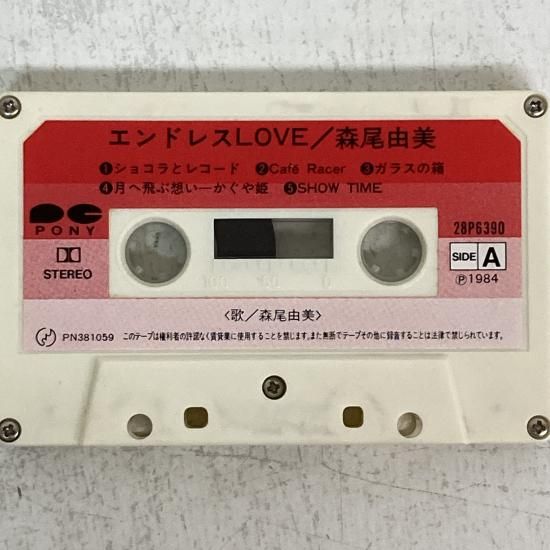 エンドレスLOVE/森尾由美
❶ショコラとレコード ❷Café Racer ❸ガラスの箱
❹月へ飛ぶ想い—かぐや姫 ❺SHOW TIME
PONY
28P6390
STEREO
SIDE A
Ⓟ1984
〈歌/森尾由美〉
PN381059 このテープは権利者の許諾なく賃貸業に使用することを禁じます。また無断でテープその他に録音することは法律で禁じられています。
100 50 0